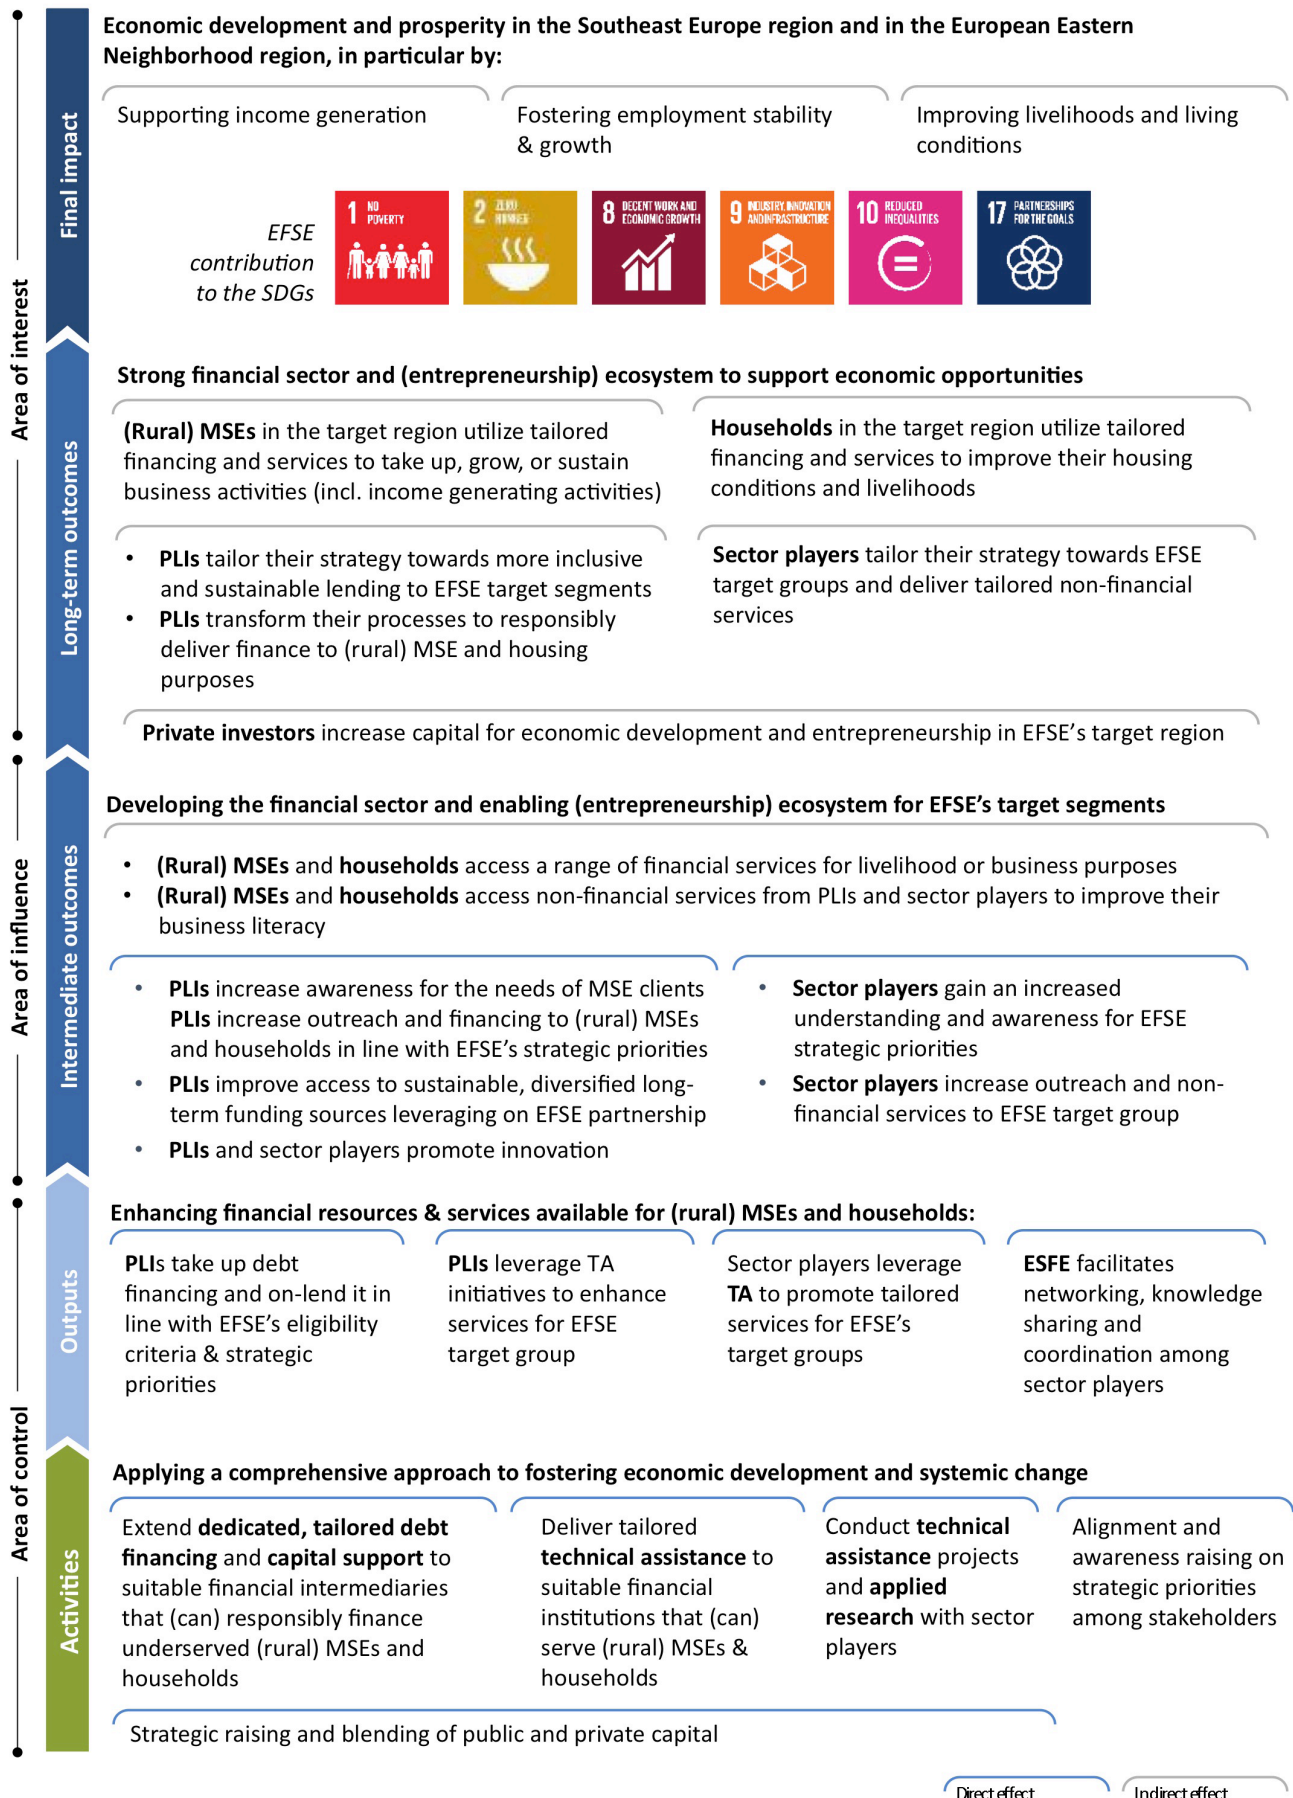 Economic development and prosperity in the Southeast Europe region and in the European Eastern
Neighborhood region, in particular by:
Supporting income generation
Fostering employment stability
& growth
Improving livelihoods and living
conditions
Final impact
EFSE
contribution
to the SDGs
1 NO
POVERTY
2 ZERO
HUNGER
8 DECENT WORK AND
ECONOMIC GROWTH
9 INDUSTRY, INNOVATION
AND INFRASTRUCTURE
10 REDUCED
INEQUALITIES
17 PARTNERSHIPS
FOR THE GOALS
Area of interest
Strong financial sector and (entrepreneurship) ecosystem to support economic opportunities
(Rural) MSEs in the target region utilize tailored
financing and services to take up, grow, or sustain
business activities (incl. income generating activities)
Households in the target region utilize tailored
financing and services to improve their housing
conditions and livelihoods
Long-term outcomes
• PLIs tailor their strategy towards more inclusive
and sustainable lending to EFSE target segments
• PLIs transform their processes to responsibly
deliver finance to (rural) MSE and housing
purposes
Sector players tailor their strategy towards EFSE
target groups and deliver tailored non-financial
services
Private investors increase capital for economic development and entrepreneurship in EFSE's target region
Developing the financial sector and enabling (entrepreneurship) ecosystem for EFSE's target segments
• (Rural) MSEs and households access a range of financial services for livelihood or business purposes
• (Rural) MSEs and households access non-financial services from PLIs and sector players to improve their
business literacy
Area of influence
Intermediate outcomes
• PLIs increase awareness for the needs of MSE clients
PLIs increase outreach and financing to (rural) MSEs
and households in line with EFSE's strategic priorities
• PLIs improve access to sustainable, diversified long-
term funding sources leveraging on EFSE partnership
• PLIs and sector players promote innovation
• Sector players gain an increased
understanding and awareness for EFSE
strategic priorities
• Sector players increase outreach and non-
financial services to EFSE target group
Enhancing financial resources & services available for (rural) MSEs and households:
Outputs
PLIs take up debt
financing and on-lend it in
line with EFSE's eligibility
criteria & strategic
priorities
PLIs leverage TA
initiatives to enhance
services for EFSE
target group
Sector players leverage
TA to promote tailored
services for EFSE's
target groups
ESFE facilitates
networking, knowledge
sharing and
coordination among
sector players
Area of control
Applying a comprehensive approach to fostering economic development and systemic change
Activities
Extend dedicated, tailored debt
financing and capital support to
suitable financial intermediaries
that (can) responsibly finance
underserved (rural) MSEs and
households
Deliver tailored
technical assistance to
suitable financial
institutions that (can)
serve (rural) MSEs &
households
Conduct technical
assistance projects
and applied
research with sector
players
Alignment and
awareness raising on
strategic priorities
among stakeholders
Strategic raising and blending of public and private capital
Direct effect
Indirect effect